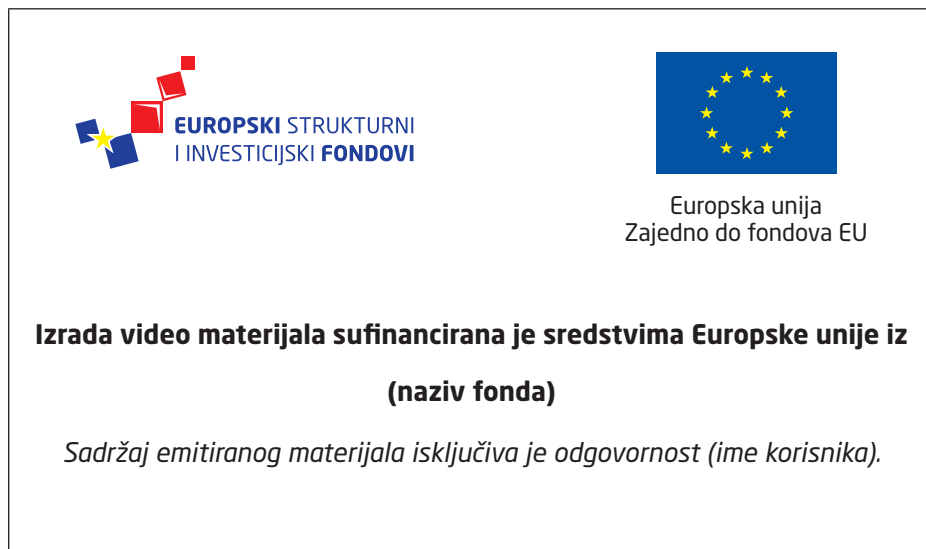 EUROPSKI STRUKTURNI
I INVESTICIJSKI FONDOVI
Europska unija
Zajedno do fondova EU
Izrada video materijala sufinancirana je sredstvima Europske unije iz
(naziv fonda)
Sadržaj emitiranog materijala isključiva je odgovornost (ime korisnika).